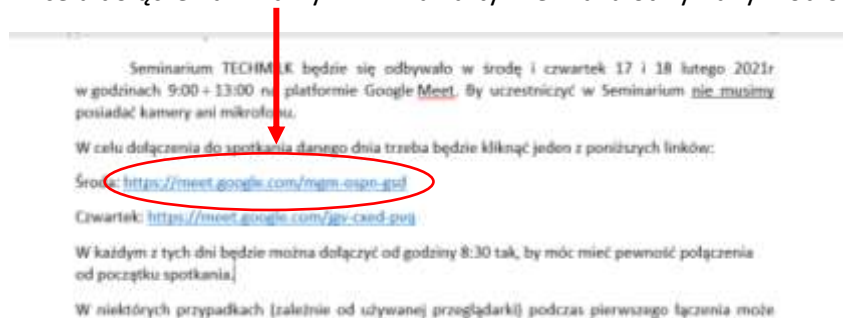 Seminarium TECHMILK będzie się odbywało w środę i czwartek 17 i 18 lutego 2021r
w godzinach 9:00 ÷ 13:00 na platformie Google Meet. By uczestniczyć w Seminarium nie musimy
posiadać kamery ani mikrofonu.
W celu dołączenia do spotkania danego dnia trzeba będzie kliknąć jeden z poniższych linków:
Środa: https://meet.google.com/mgm-ospn-gsd
Czwartek: https://meet.google.com/jgv-cxed-pvq
W każdym z tych dni będzie można dołączyć od godziny 8:30 tak, by móc mieć pewność połączenia
od początku spotkania.
W niektórych przypadkach (zależnie od używanej przeglądarki) podczas pierwszego łączenia może